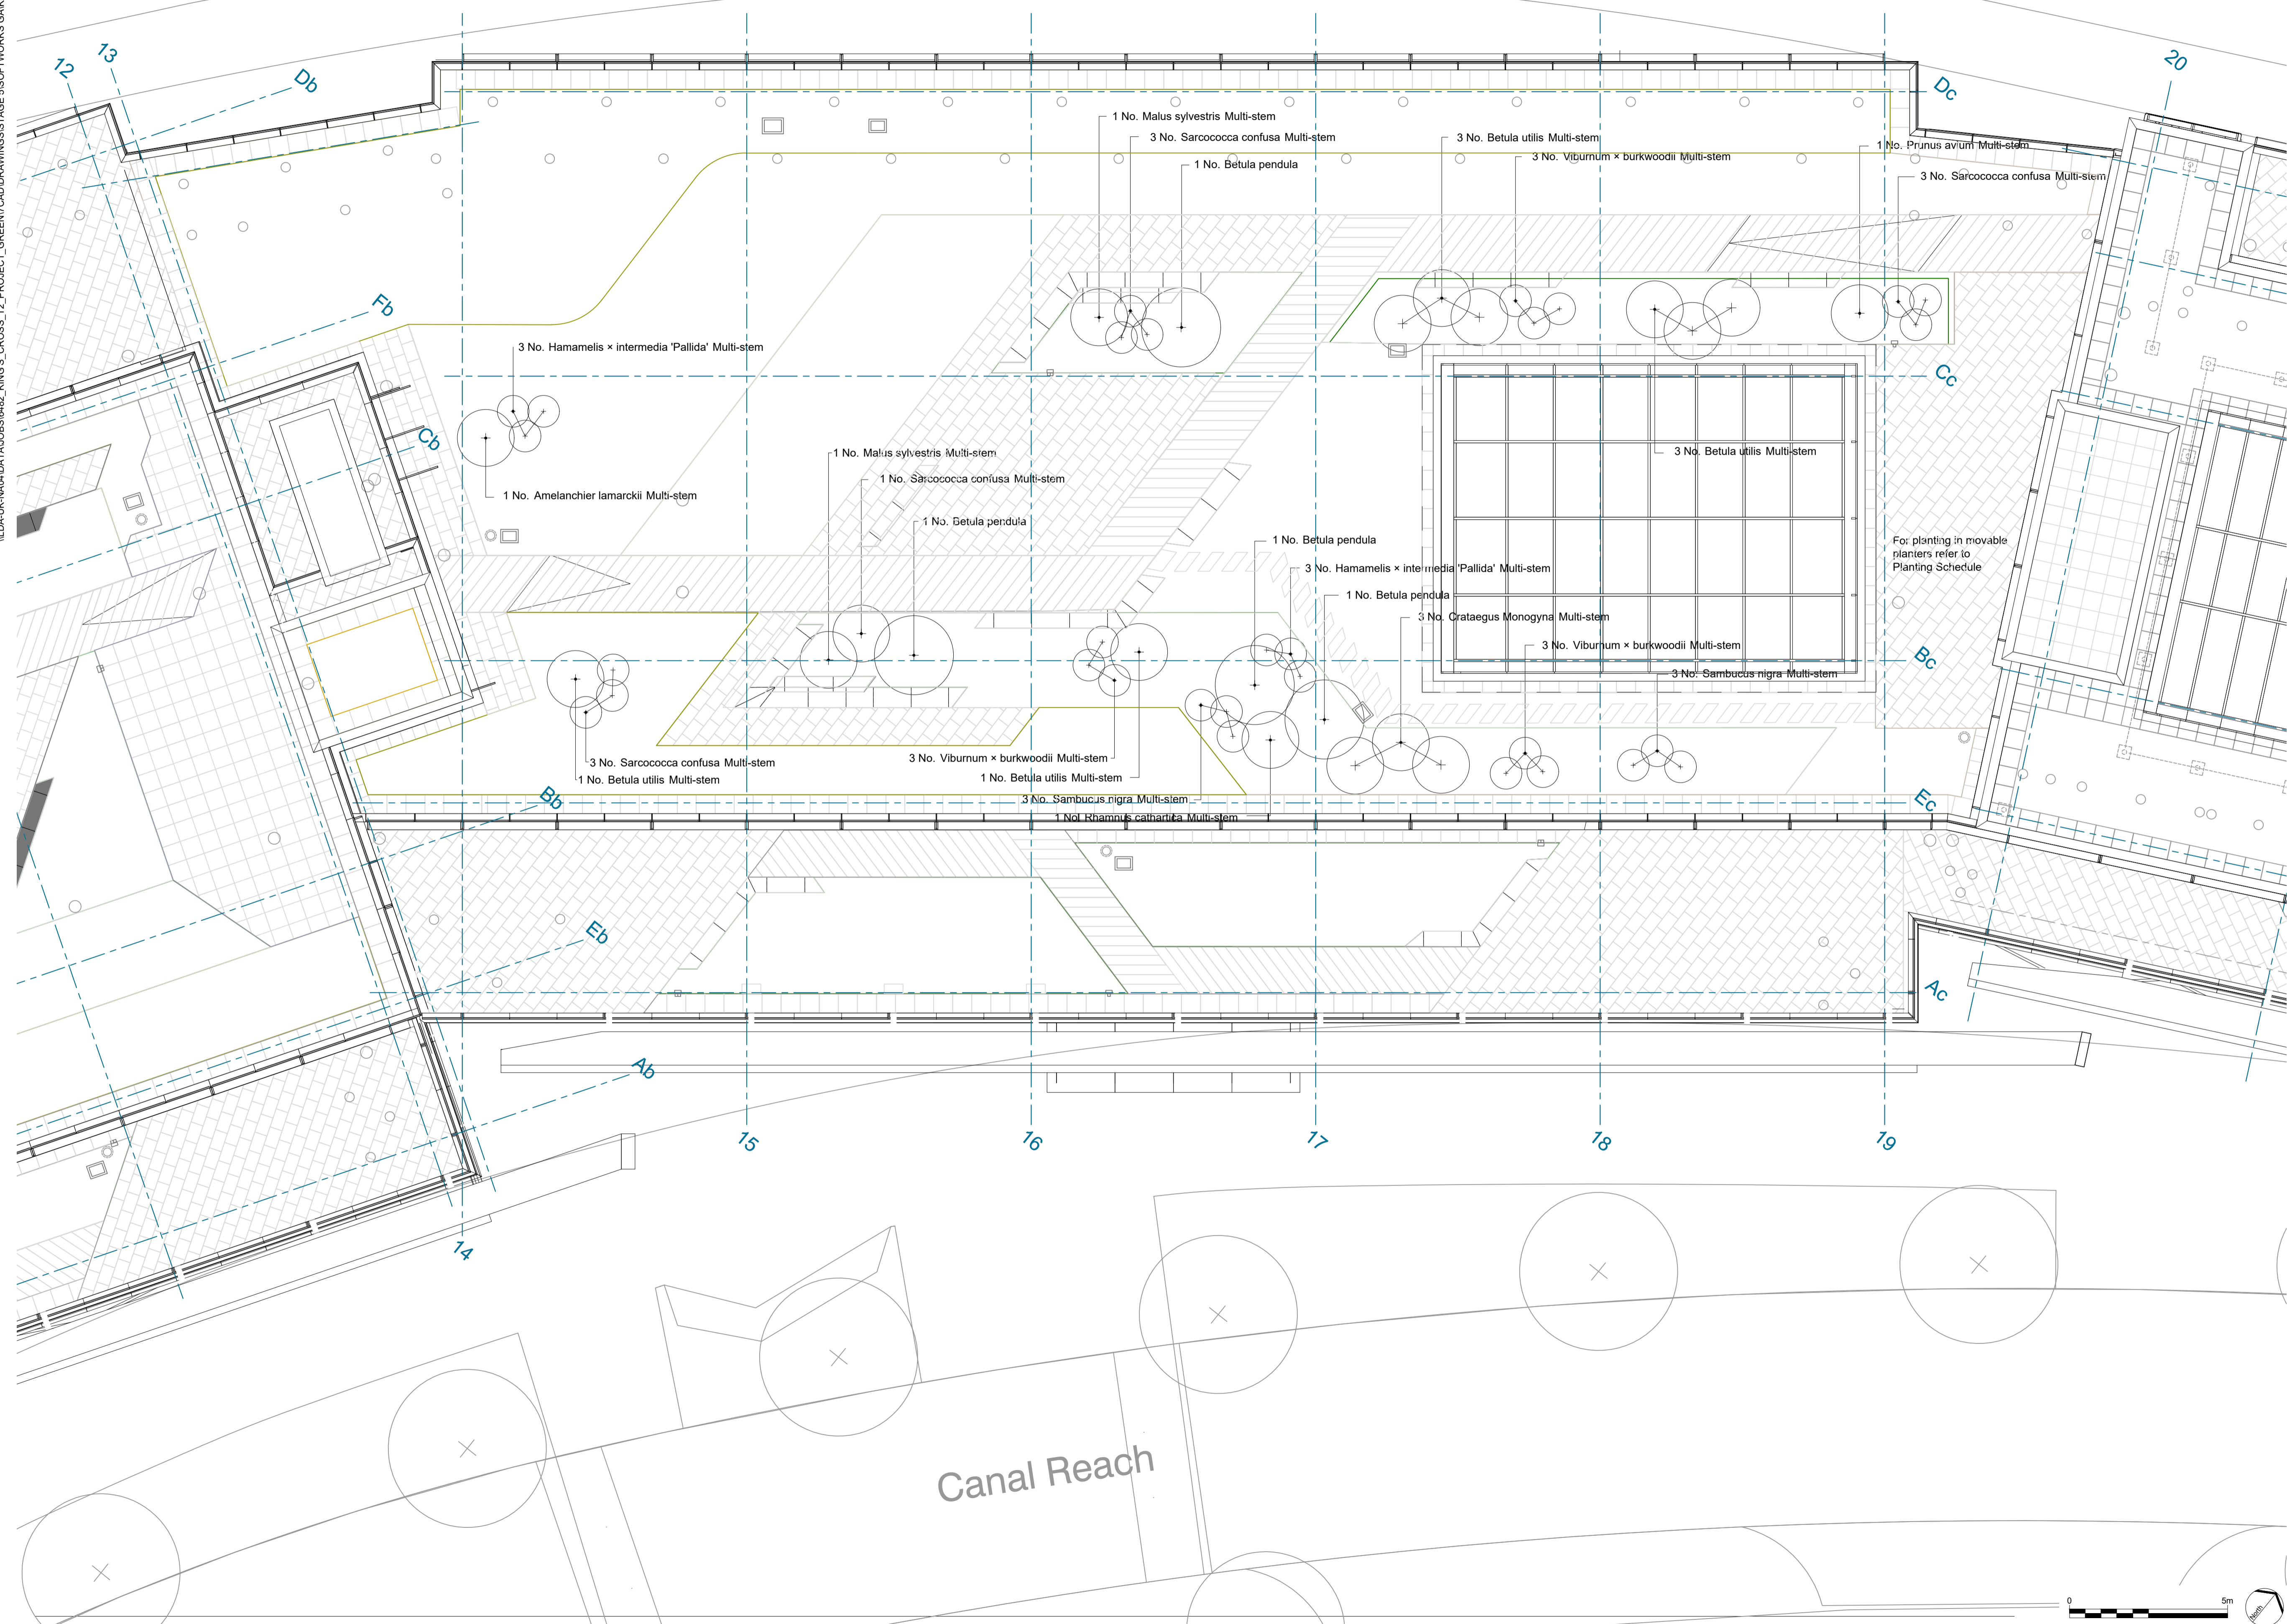 12
13
Db
20
Dc
1 No. Malus sylvestris Multi-stem
3 No. Sarcococca confusa Multi-stem
1 No. Betula pendula
3 No. Betula utilis Multi-stem
3 No. Viburnum × burkwoodii Multi-stem
1 No. Prunus avium Multi-stem
3 No. Sarcococca confusa Multi-stem
Fb
3 No. Hamamelis × intermedia 'Pallida' Multi-stem
Cc
Cb
1 No. Malus sylvestris Multi-stem
1 No. Sarcococca confusa Multi-stem
3 No. Betula utilis Multi-stem
1 No. Amelanchier lamarckii Multi-stem
1 No. Betula pendula
1 No. Betula pendula
3 No. Hamamelis × intermedia 'Pallida' Multi-stem
1 No. Betula pendula
3 No. Crataegus Monogyna Multi-stem
3 No. Viburnum × burkwoodii Multi-stem
3 No. Sambucus nigra Multi-stem
For planting in movable
planters refer to
Planting Schedule
Bc
3 No. Sarcococca confusa Multi-stem
1 No. Betula utilis Multi-stem
3 No. Viburnum × burkwoodii Multi-stem
1 No. Betula utilis Multi-stem
3 No. Sambucus nigra Multi-stem
1 No. Rhamnus cathartica Multi-stem
Bb
Ec
Eb
Ac
Ab
14
15
16
17
18
19
Canal Reach
0
5m
North